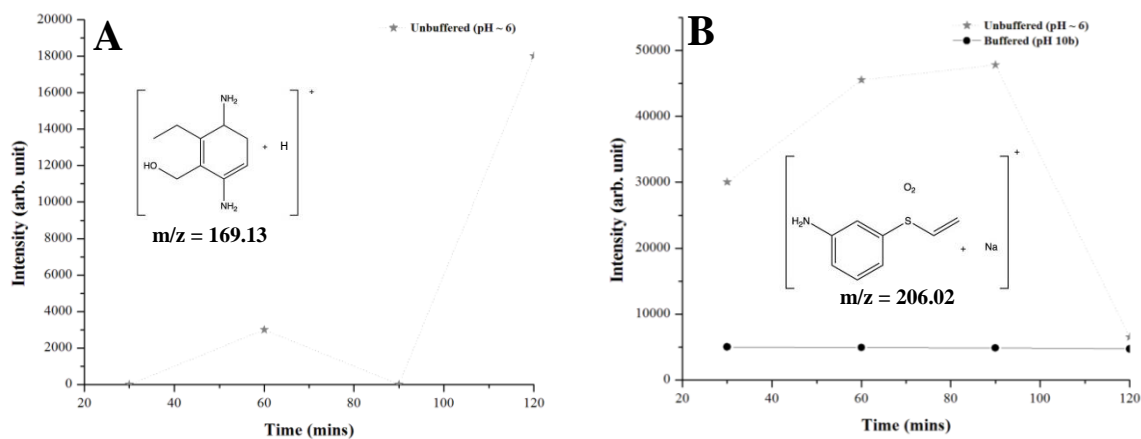 A
Unbuffered (pH ~ 6)
20000
18000
16000
14000
12000
10000
8000
6000
4000
2000
0
Intensity (arb. unit)
NH₂
+
HO
+ H
NH₂
m/z = 169.13
20 40 60 80 100 120
Time (mins)
B
Unbuffered (pH ~ 6)
Buffered (pH 10b)
50000
40000
30000
20000
10000
0
Intensity (arb. unit)
+
O₂
H₂N
S
+ Na
m/z = 206.02
20 40 60 80 100 120
Time (mins)